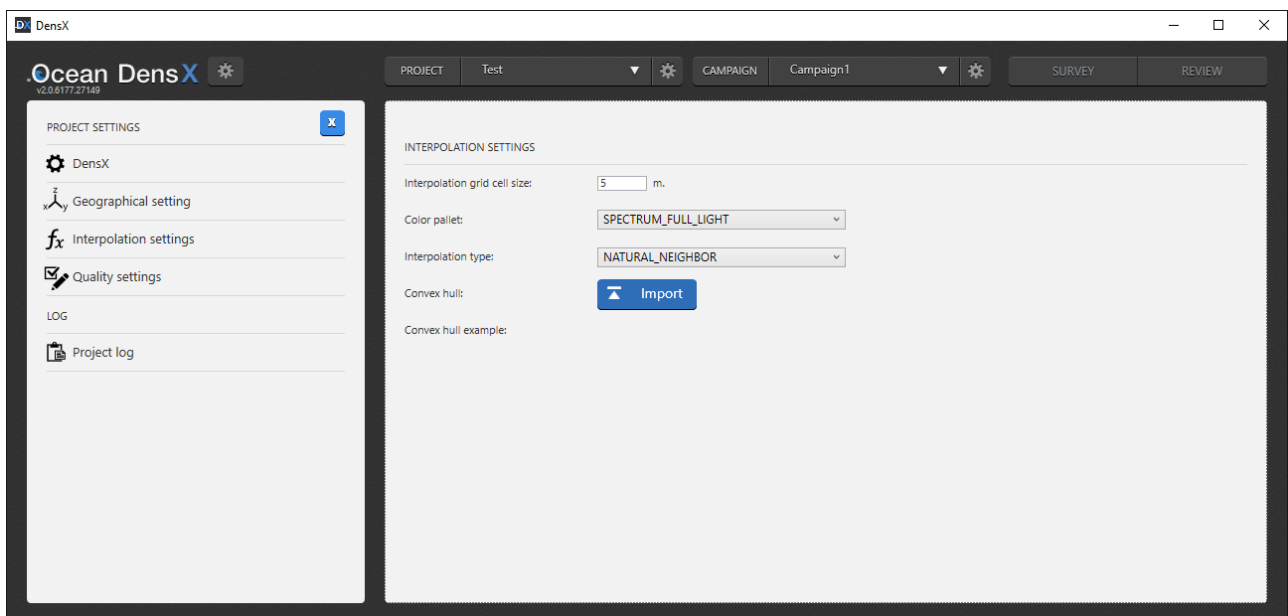 DX DensX
.Ocean DensX
v2.0.6177.27149
PROJECT Test CAMPAIGN Campaign1 SURVEY REVIEW
PROJECT SETTINGS X
DensX
z x y Geographical setting
fx Interpolation settings
Quality settings
LOG
Project log
INTERPOLATION SETTINGS
Interpolation grid cell size: 5 m.
Color pallet: SPECTRUM_FULL_LIGHT
Interpolation type: NATURAL_NEIGHBOR
Convex hull: Import
Convex hull example: